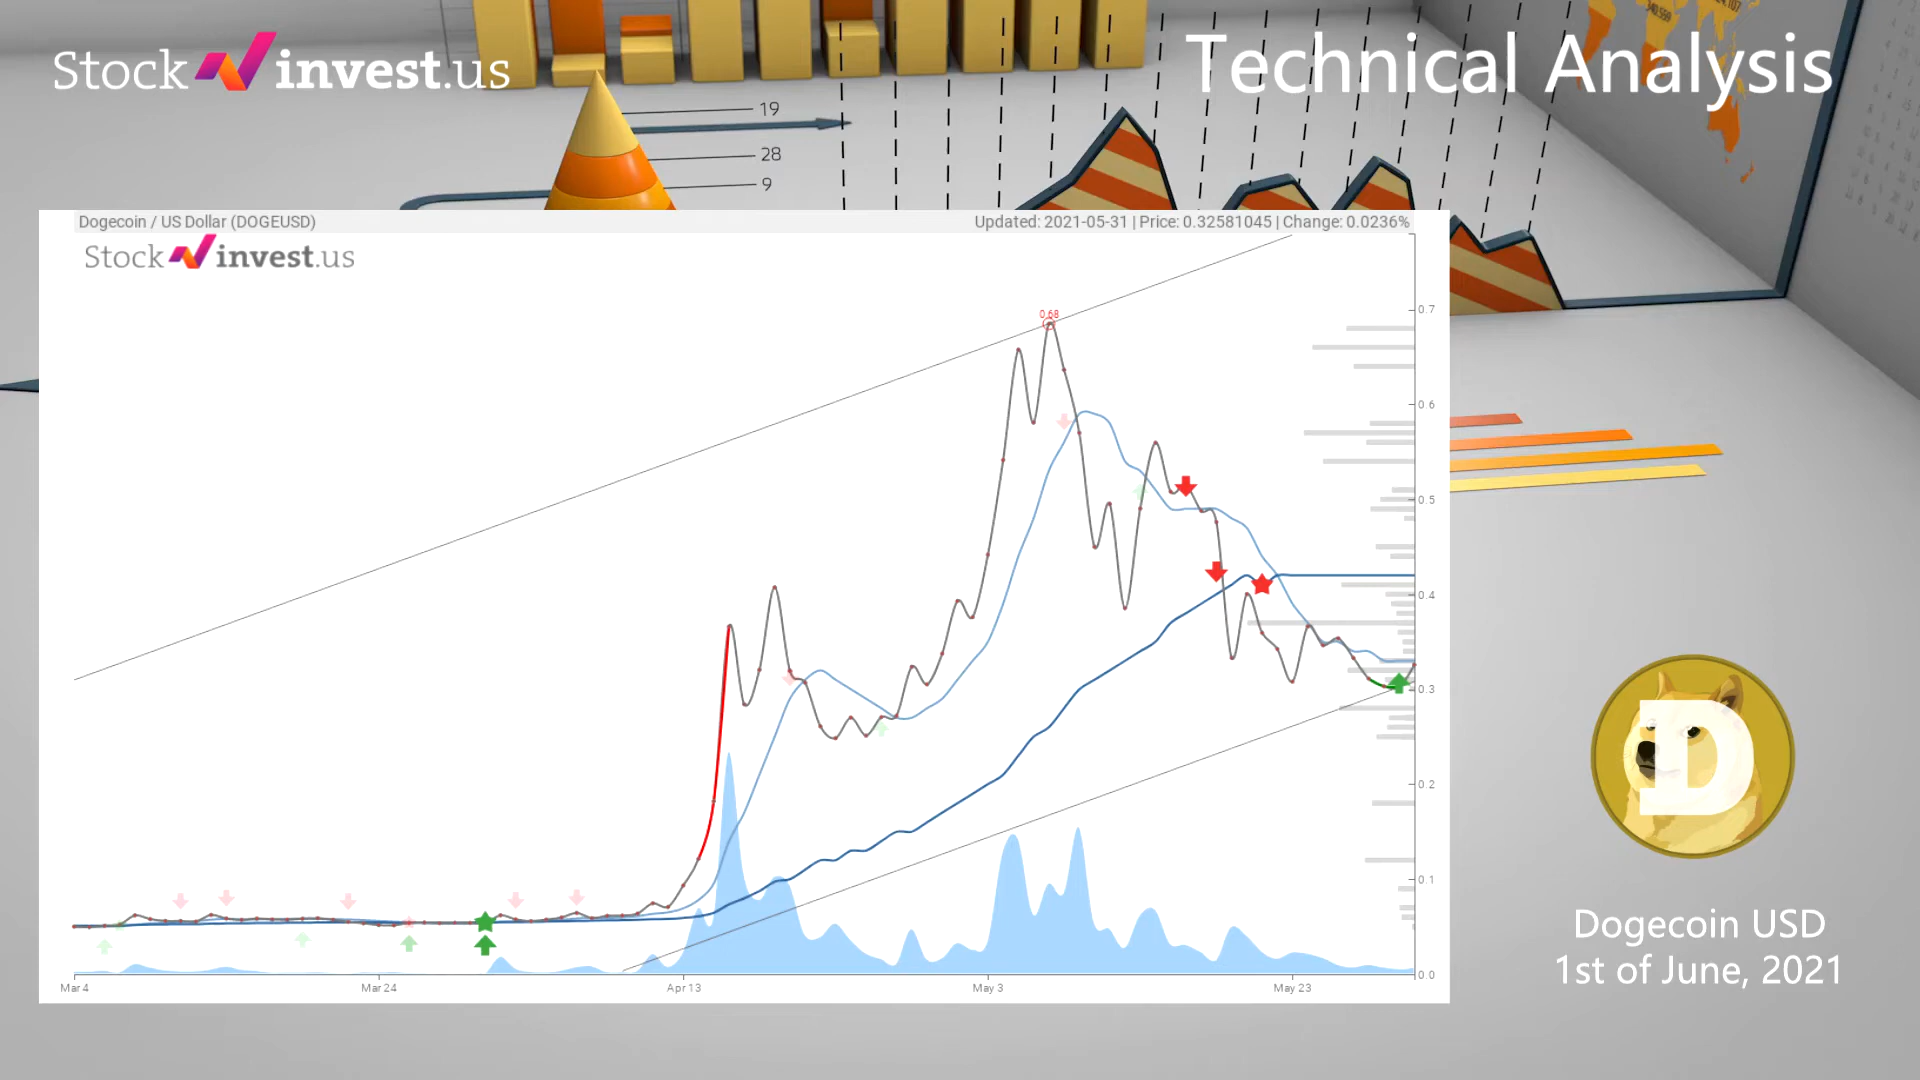 Stock invest.us
Technical Analysis
19
28
9
Dogecoin / US Dollar (DOGEUSD)
Updated: 2021-05-31 | Price: 0.32581045 | Change: 0.0236%
Stock invest.us
0.68
0.7
0.6
0.5
0.4
0.3
0.2
0.1
0.0
Mar 4
Mar 24
Apr 13
May 3
May 23
D
Dogecoin USD
1st of June, 2021